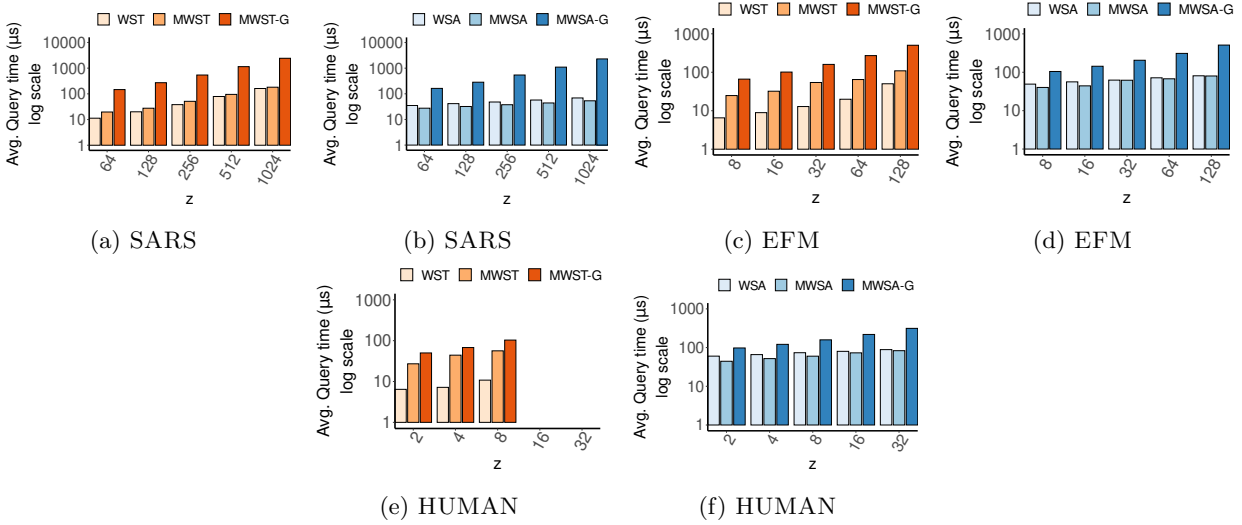 WST MWST MWST-G
Avg. Query time (µs)
log scale
10000
1000
100
10
1
64 128 256 512 1024
z
(a) SARS
WSA MWSA MWSA-G
Avg. Query time (µs)
log scale
10000
1000
100
10
1
64 128 256 512 1024
z
(b) SARS
WST MWST MWST-G
Avg. Query time (µs)
log scale
1000
100
10
1
8 16 32 64 128
z
(c) EFM
WSA MWSA MWSA-G
Avg. Query time (µs)
log scale
1000
100
10
1
8 16 32 64 128
z
(d) EFM
WST MWST MWST-G
Avg. Query time (µs)
log scale
1000
100
10
1
2 4 8 16 32
z
(e) HUMAN
WSA MWSA MWSA-G
Avg. Query time (µs)
log scale
1000
100
10
1
2 4 8 16 32
z
(f) HUMAN